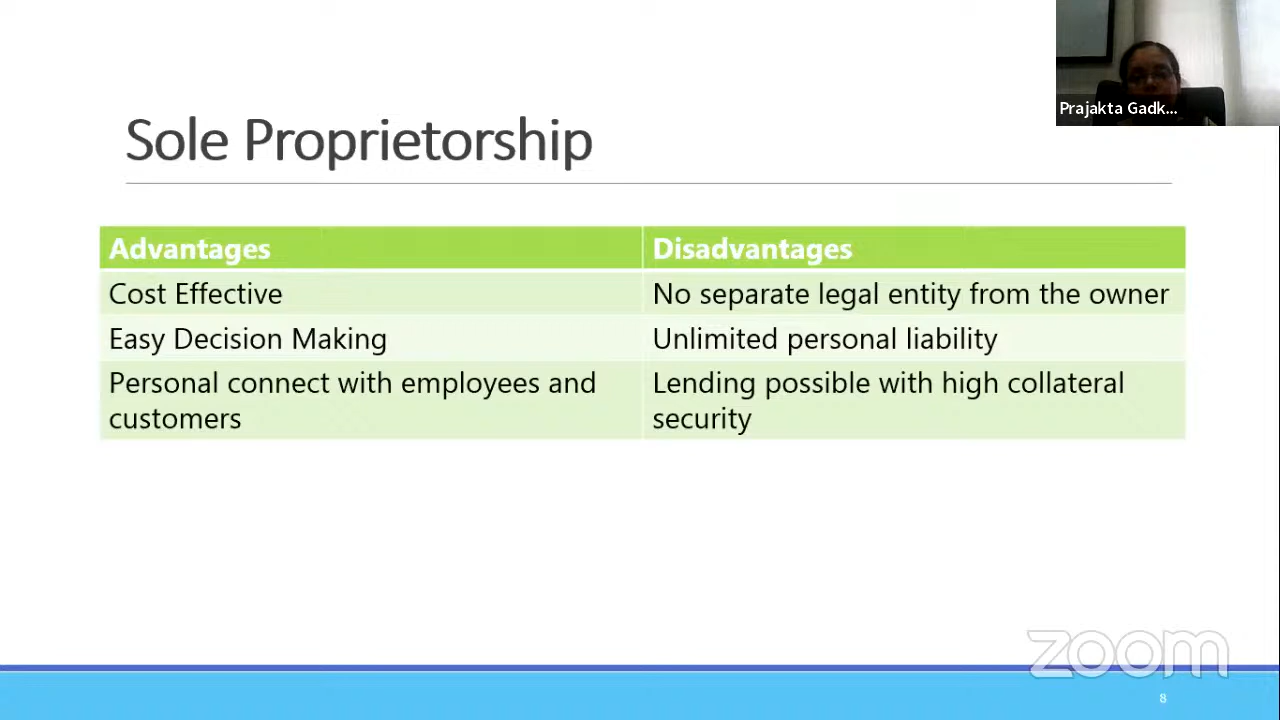 Prajakta Gadk...
Sole Proprietorship
Advantages
Disadvantages
Cost Effective
No separate legal entity from the owner
Easy Decision Making
Unlimited personal liability
Personal connect with employees and
customers
Lending possible with high collateral
security
zoom
8